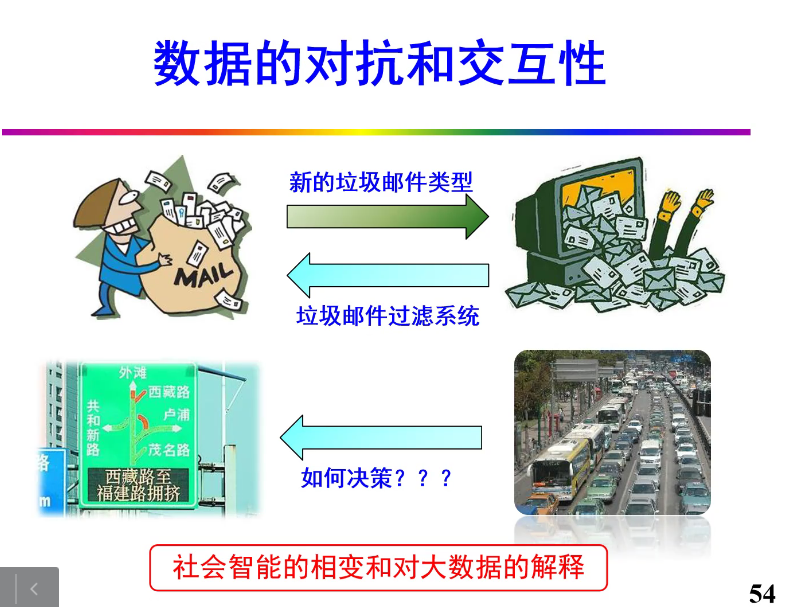 数据的对抗和交互性
新的垃圾邮件类型
MAIL
垃圾邮件过滤系统
外滩
西藏路
共和新路
卢浦
茂名路
路
m
西藏路至
福建路拥挤
如何决策？？？
社会智能的相变和对大数据的解释
54